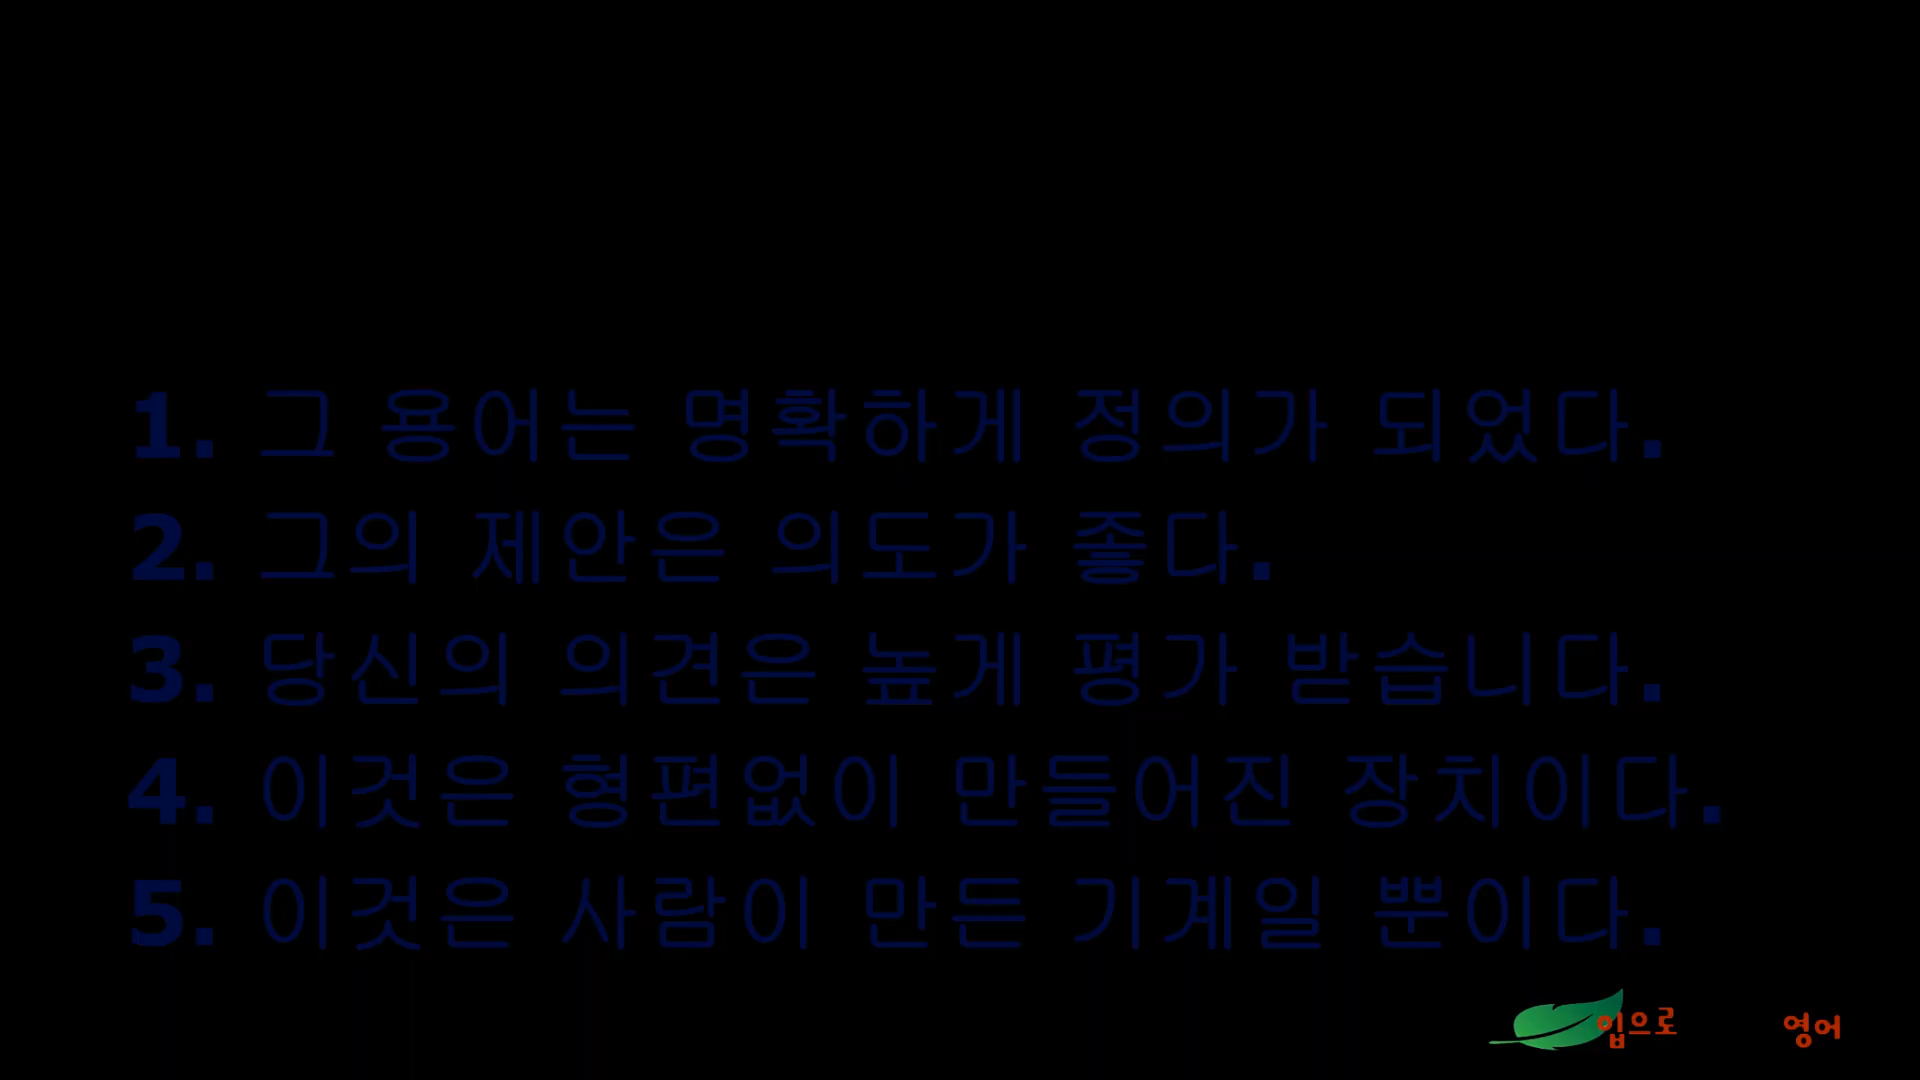 1. 그 용어는 명확하게 정의가 되었다.
2. 그의 제안은 의도가 좋다.
3. 당신의 의견은 높게 평가 받습니다.
4. 이것은 형편없이 만들어진 장치이다.
5. 이것은 사람이 만든 기계일 뿐이다.
입으로 영어